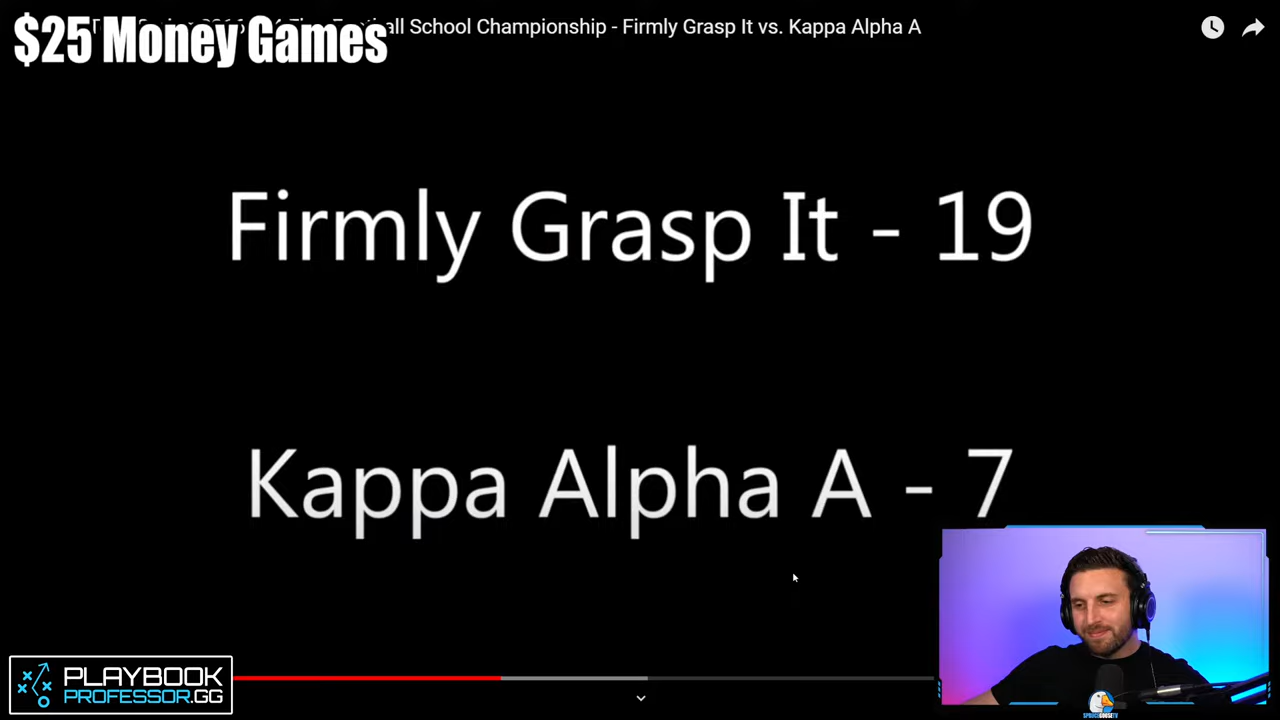 $25 Money Games
School Championship - Firmly Grasp It vs. Kappa Alpha A
Firmly Grasp It - 19
Kappa Alpha A - 7
PLAYBOOK
PROFESSOR.GG
SPRUCEGOOSETV